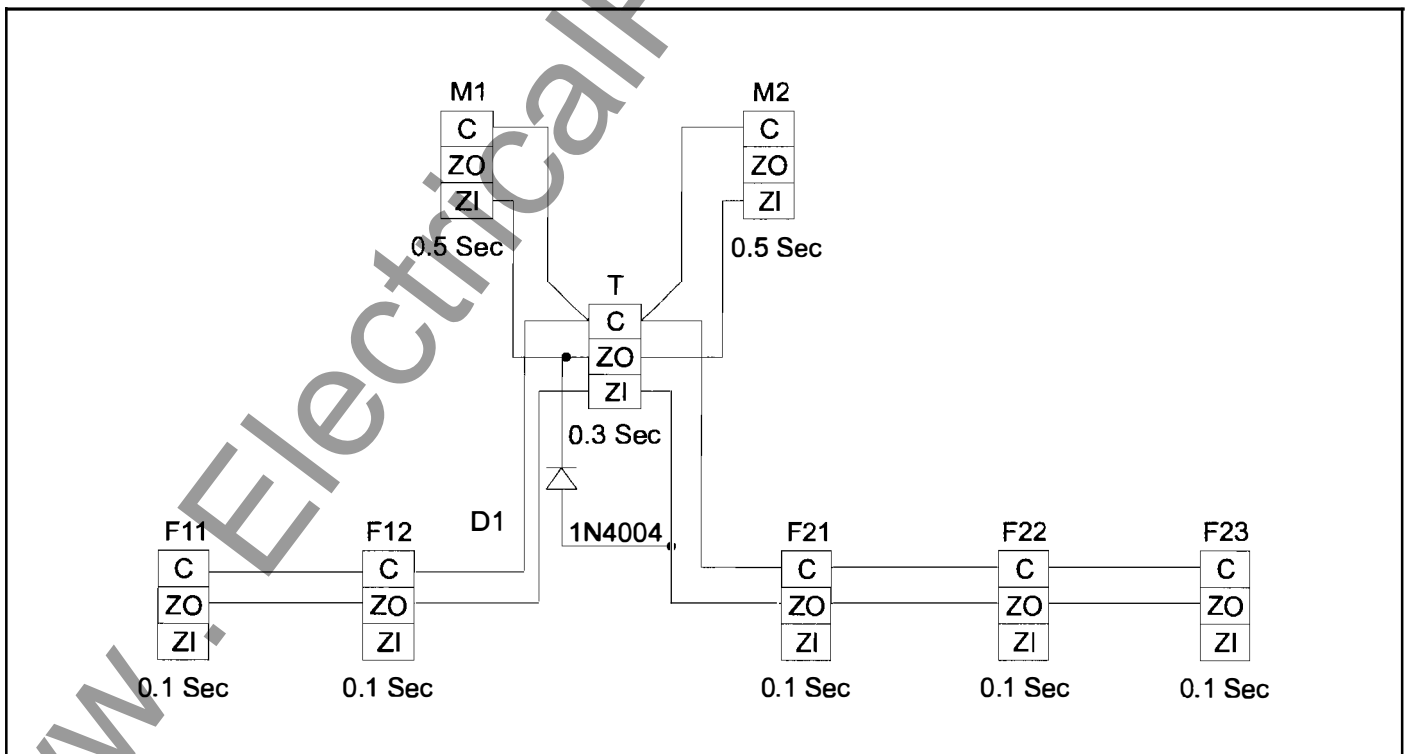 M1 M2
C C
ZO ZO
ZI ZI
0.5 Sec 0.5 Sec
T
C
ZO
ZI
0.3 Sec
D1 1N4004
F11 F12 F21 F22 F23
C C C C C
ZO ZO ZO ZO ZO
ZI ZI ZI ZI ZI
0.1 Sec 0.1 Sec 0.1 Sec 0.1 Sec 0.1 Sec
w . Electrical